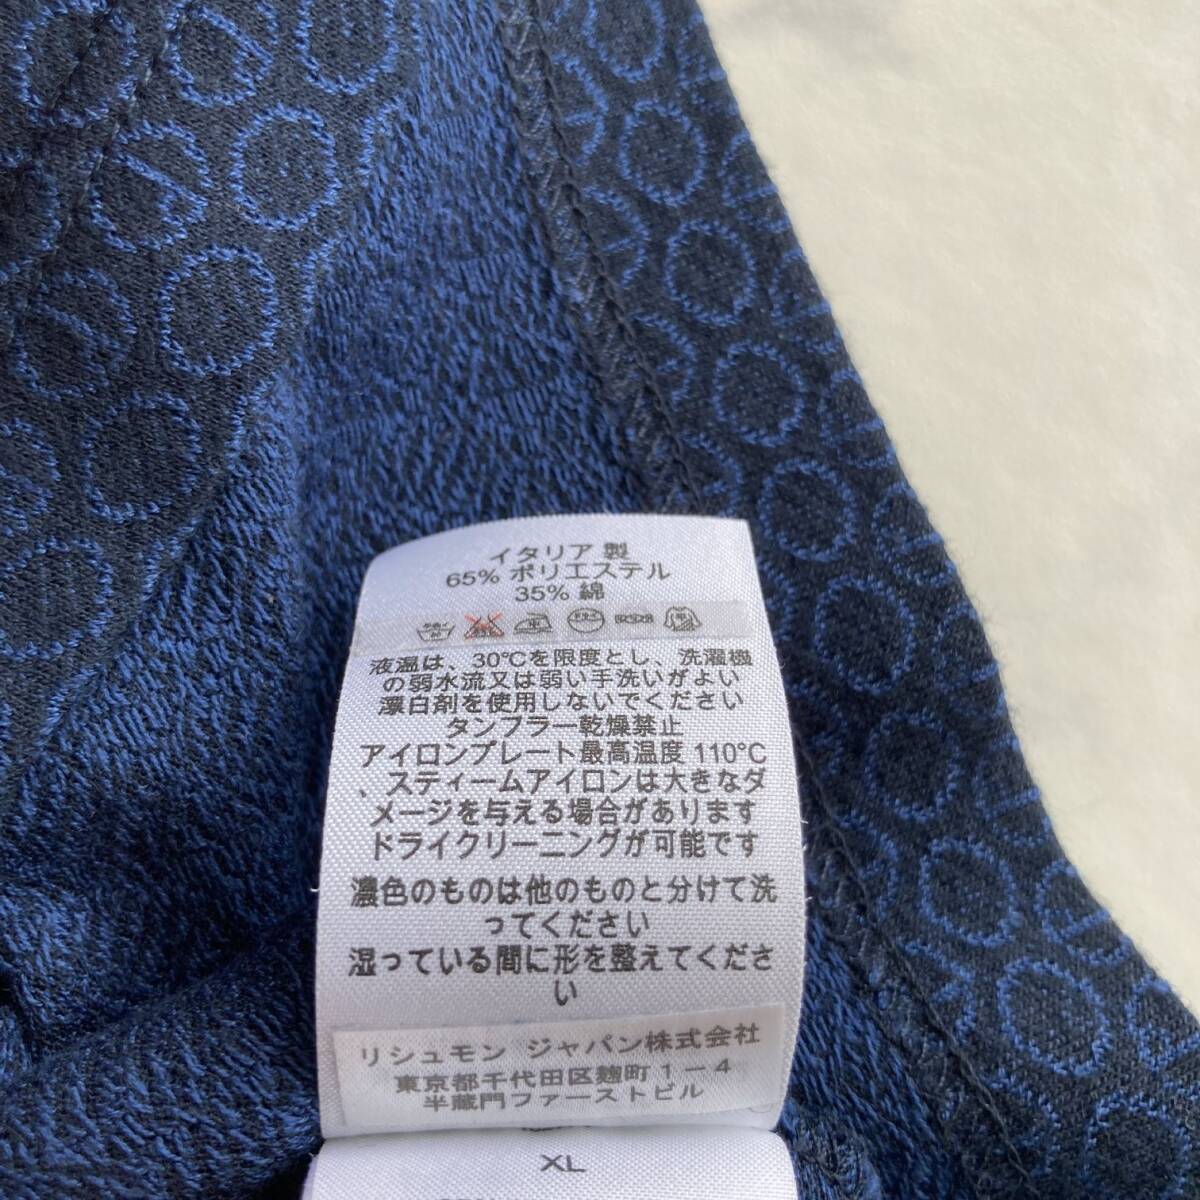 イタリア 製
65% ポリエステル
35% 綿
液温は、30℃を限度とし、洗濯機
の弱水流又は弱い手洗いがよい
漂白剤を使用しないでください
タンブラー乾燥禁止
アイロンプレート最高温度 110°C
、スティームアイロンは大きなダ
メージを与える場合があります
ドライクリーニングが可能です
濃色のものは他のものと分けて洗
ってください
湿っている間に形を整えてくださ
い
リシュモン ジャパン株式会社
東京都千代田区麹町1－4
半蔵門ファーストビル
XL